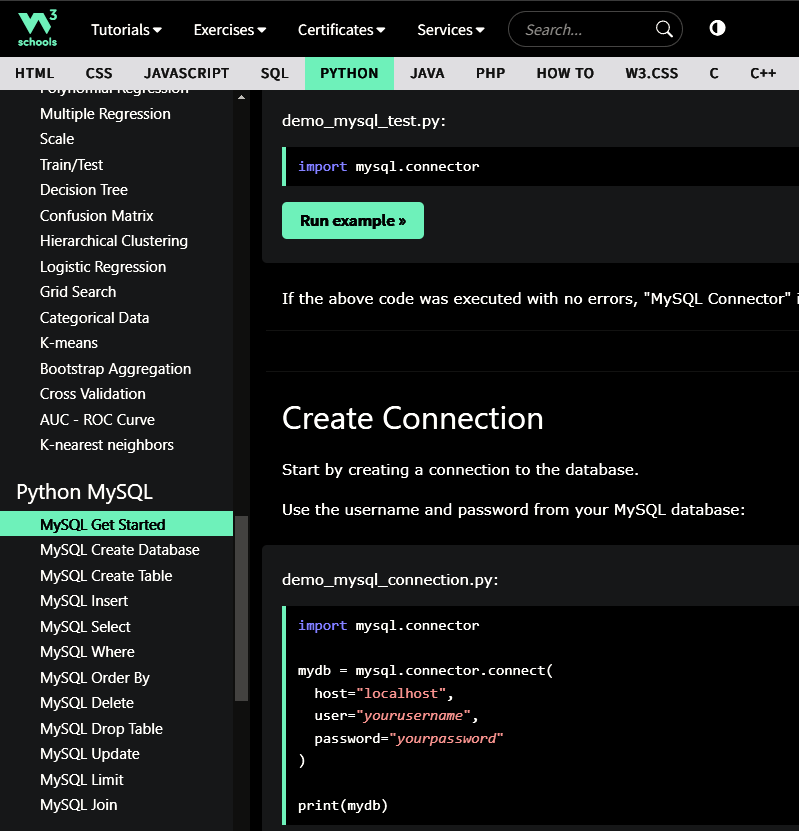 W3
schools
Tutorials
Exercises
Certificates
Services
Search...
HTML
CSS
JAVASCRIPT
SQL
PYTHON
JAVA
PHP
HOW TO
W3.CSS
C
C++
Polynomial Regression
Multiple Regression
Scale
Train/Test
Decision Tree
Confusion Matrix
Hierarchical Clustering
Logistic Regression
Grid Search
Categorical Data
K-means
Bootstrap Aggregation
Cross Validation
AUC - ROC Curve
K-nearest neighbors
Python MySQL
MySQL Get Started
MySQL Create Database
MySQL Create Table
MySQL Insert
MySQL Select
MySQL Where
MySQL Order By
MySQL Delete
MySQL Drop Table
MySQL Update
MySQL Limit
MySQL Join
demo_mysql_test.py:
import mysql.connector
Run example »
If the above code was executed with no errors, "MySQL Connector"
Create Connection
Start by creating a connection to the database.
Use the username and password from your MySQL database:
demo_mysql_connection.py:
import mysql.connector
mydb = mysql.connector.connect(
  host="localhost",
  user="yourusername",
  password="yourpassword"
)
print(mydb)